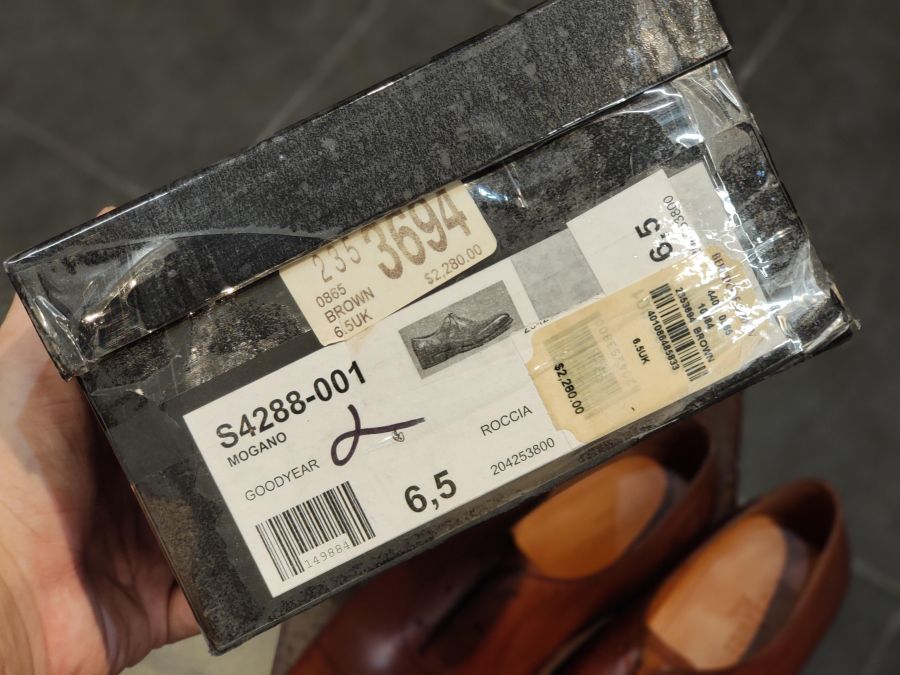 235 3694
0865
BROWN
6.5UK
$2,280.00
S4288-001
MOGANO
GOODYEAR
149884
6,5
ROCCIA
204253800
6,5
$2,280.00
6.5UK
BROWN
401086485833